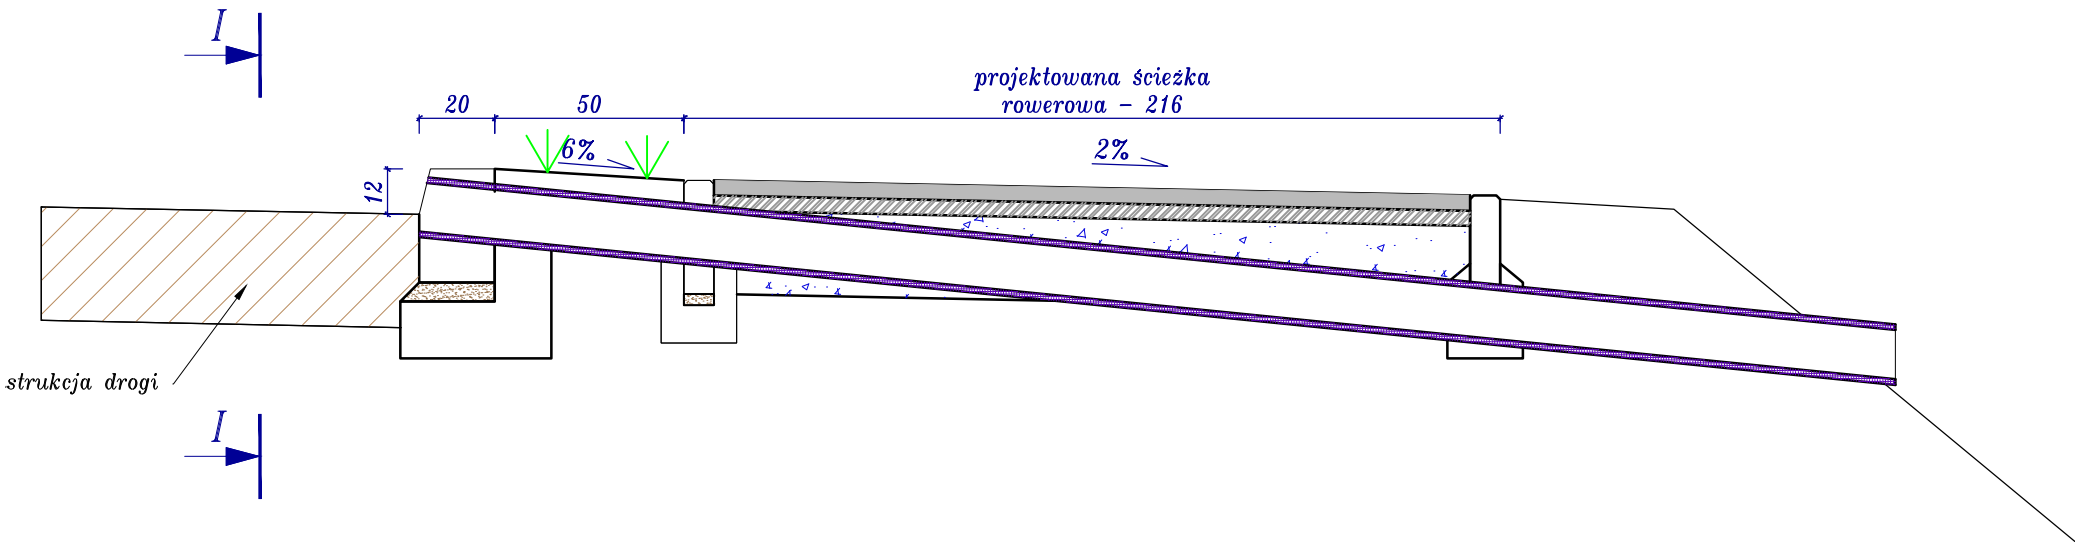 I
projektowana ścieżka
20 50 rowerowa - 216
6% 2%
12
strukcja drogi
I